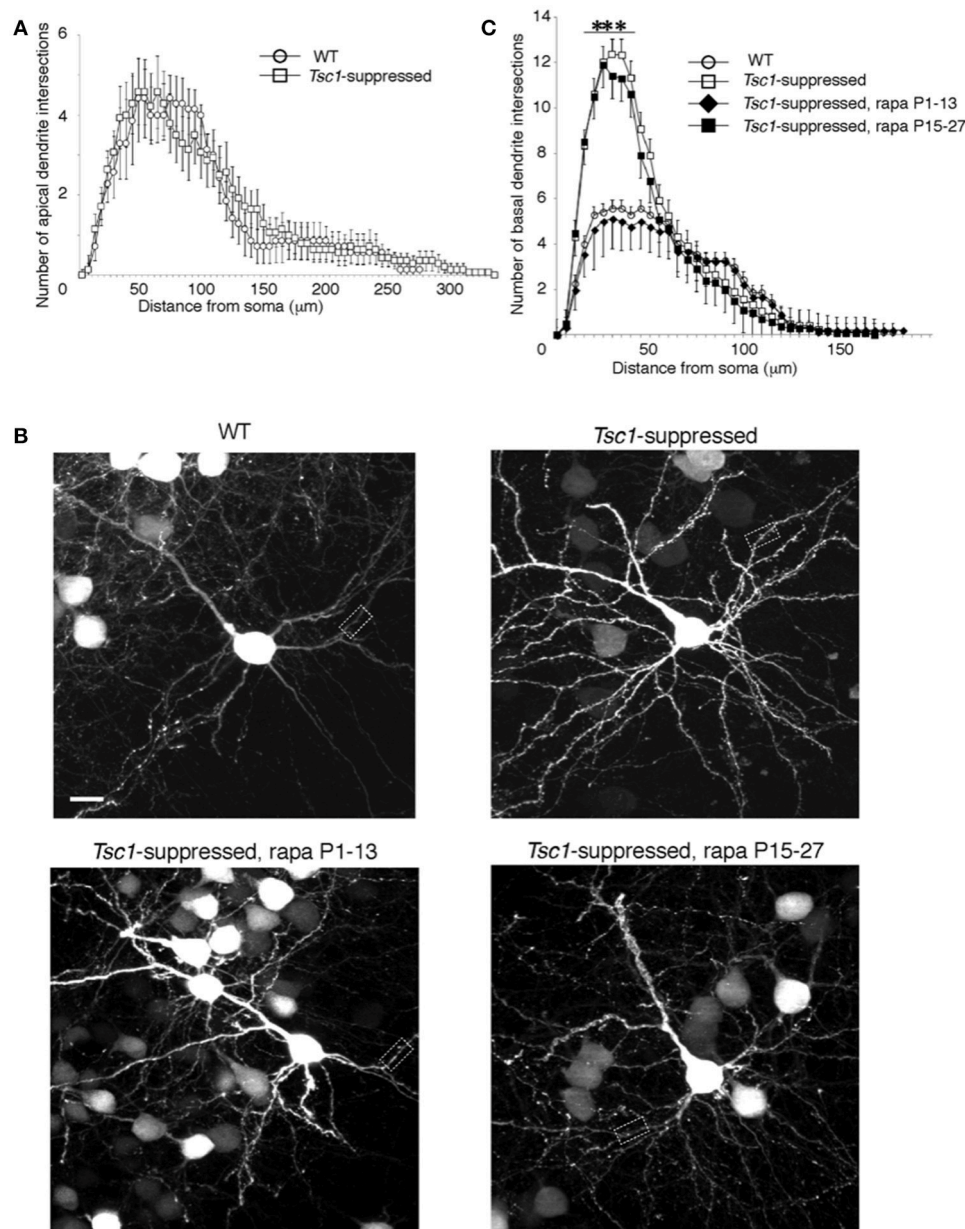 A
Number of apical dendrite intersections
6
4
2
0
50
100
150
200
250
300
Distance from soma (μm)
WT
Tsc1-suppressed
C
Number of basal dendrite intersections
14
12
10
8
6
4
2
0
50
100
150
Distance from soma (μm)
***
WT
Tsc1-suppressed
Tsc1-suppressed, rapa P1-13
Tsc1-suppressed, rapa P15-27
B
WT
Tsc1-suppressed
Tsc1-suppressed, rapa P1-13
Tsc1-suppressed, rapa P15-27